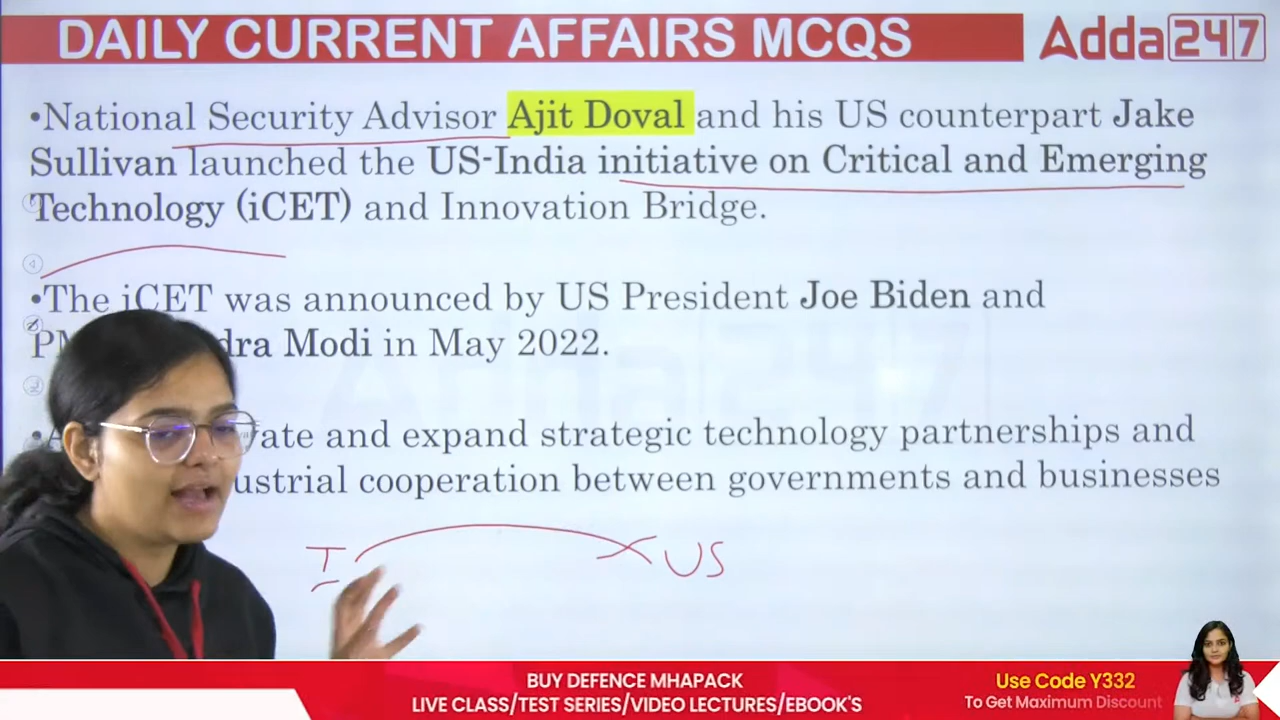 DAILY CURRENT AFFAIRS MCQS
Adda247
•National Security Advisor Ajit Doval and his US counterpart Jake
Sullivan launched the US-India initiative on Critical and Emerging
Technology (iCET) and Innovation Bridge.
•The iCET was announced by US President Joe Biden and
dra Modi in May 2022.
vate and expand strategic technology partnerships and
ustrial cooperation between governments and businesses
I US
BUY DEFENCE MHAPACK
LIVE CLASS/TEST SERIES/VIDEO LECTURES/EBOOK'S
Use Code Y332
To Get Maximum Discount